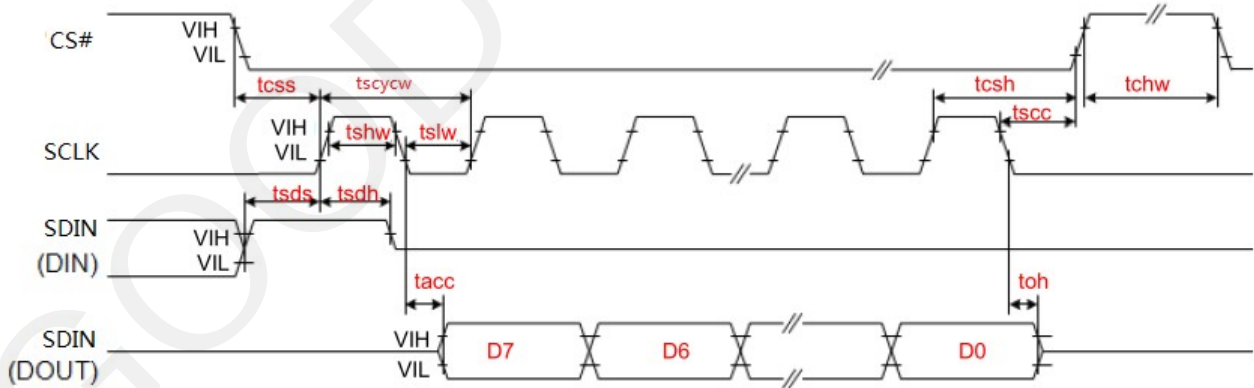 CS#
VIH
VIL
tcss
tscycw
tcsh
tchw
tscc
SCLK
VIH
VIL
tshw
tslw
tsds
tsdh
SDIN
(DIN)
VIH
VIL
tacc
toh
SDIN
(DOUT)
VIH
VIL
D7
D6
D0
GOOD